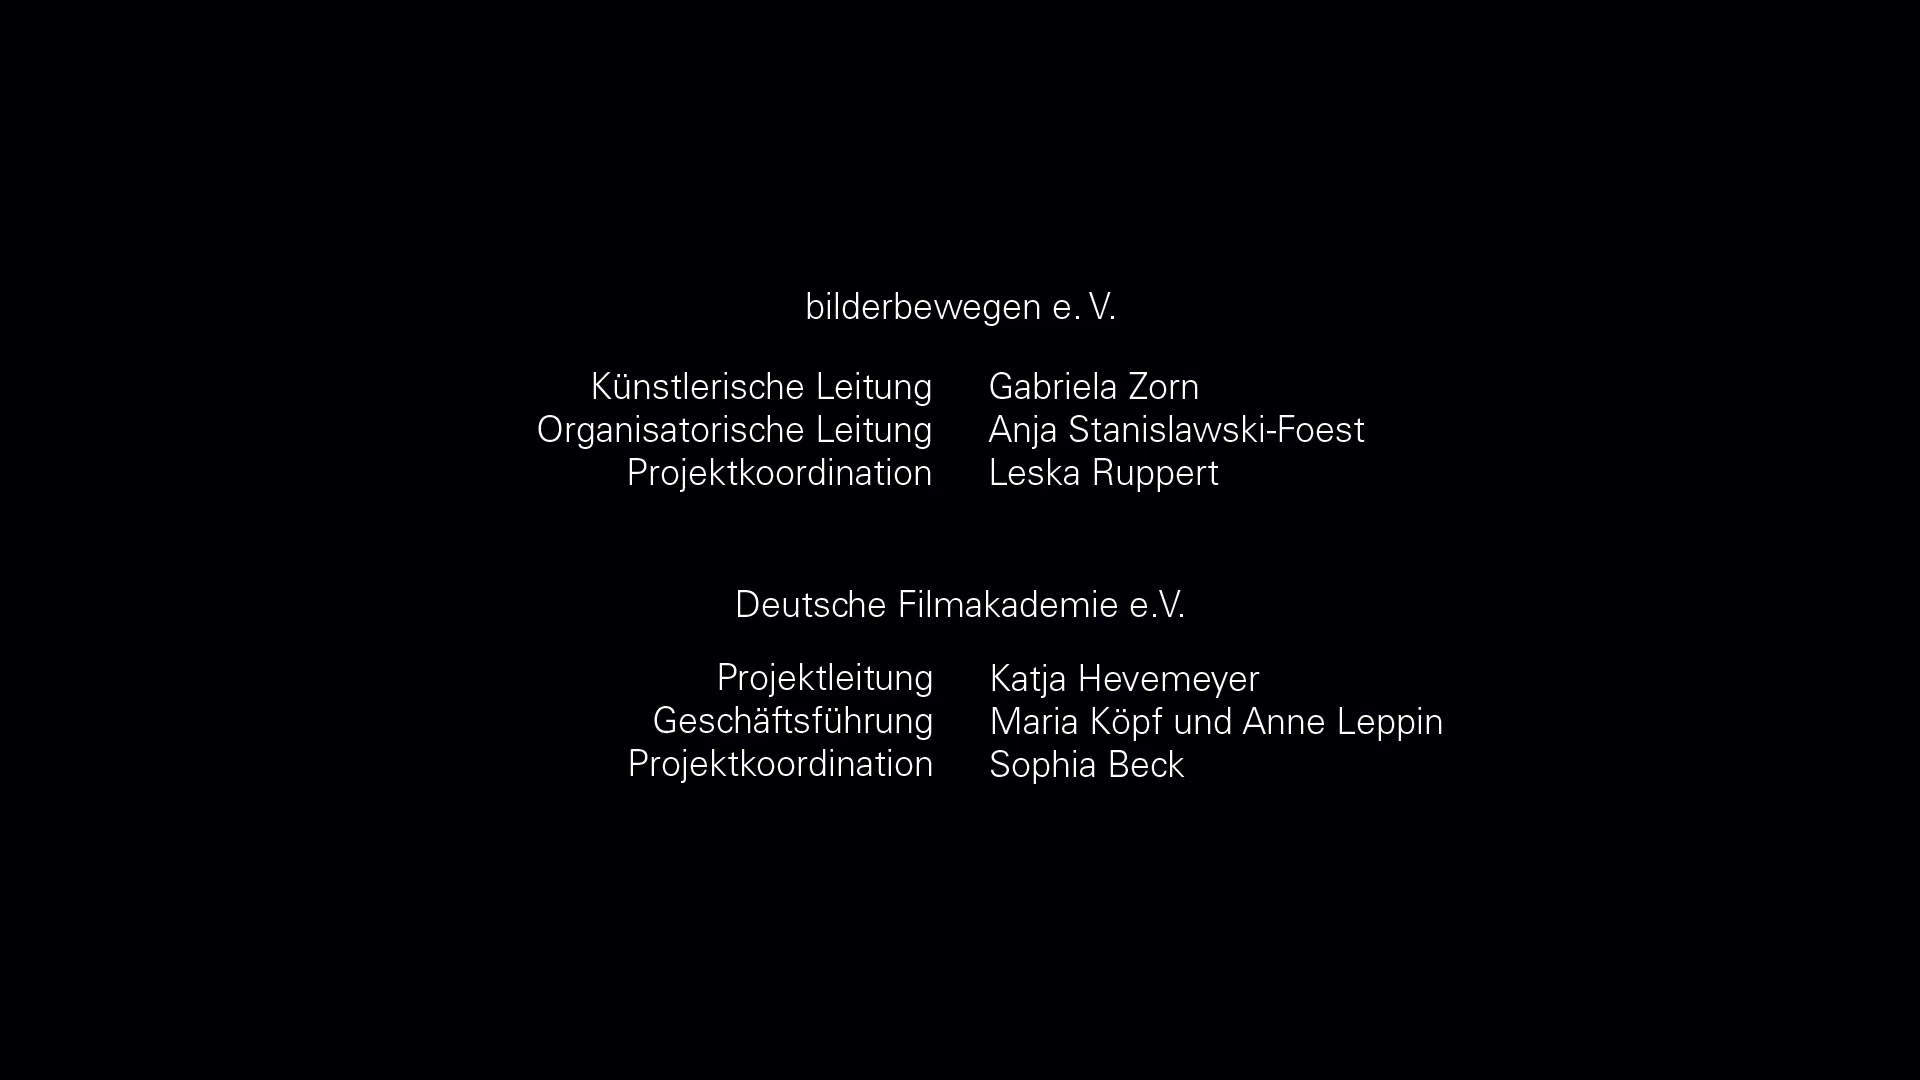 bilderbewegen e. V.
Künstlerische Leitung Gabriela Zorn
Organisatorische Leitung Anja Stanislawski-Foest
Projektkoordination Leska Ruppert
Deutsche Filmakademie e.V.
Projektleitung Katja Hevemeyer
Geschäftsführung Maria Köpf und Anne Leppin
Projektkoordination Sophia Beck